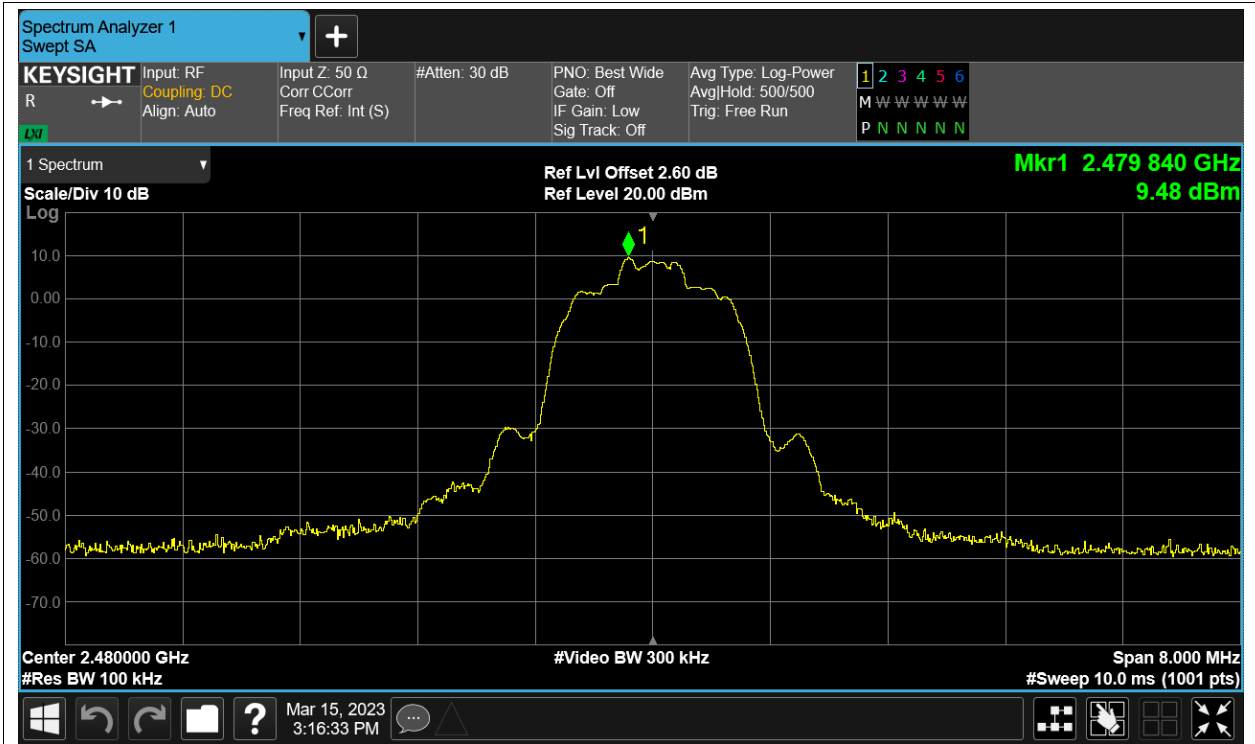 Spectrum Analyzer 1
Swept SA
+
KEYSIGHT
R
LXI
Input: RF
Coupling: DC
Align: Auto
Input Z: 50 Ω
Corr CCorr
Freq Ref: Int (S)
#Atten: 30 dB
PNO: Best Wide
Gate: Off
IF Gain: Low
Sig Track: Off
Avg Type: Log-Power
Avg|Hold: 500/500
Trig: Free Run
1 2 3 4 5 6
M W W W W W
P N N N N N
1 Spectrum
Scale/Div 10 dB
Log
Ref Lvl Offset 2.60 dB
Ref Level 20.00 dBm
Mkr1 2.479 840 GHz
9.48 dBm
1
10.0
0.00
-10.0
-20.0
-30.0
-40.0
-50.0
-60.0
-70.0
Center 2.480000 GHz
#Res BW 100 kHz
#Video BW 300 kHz
Span 8.000 MHz
#Sweep 10.0 ms (1001 pts)
?
Mar 15, 2023
3:16:33 PM